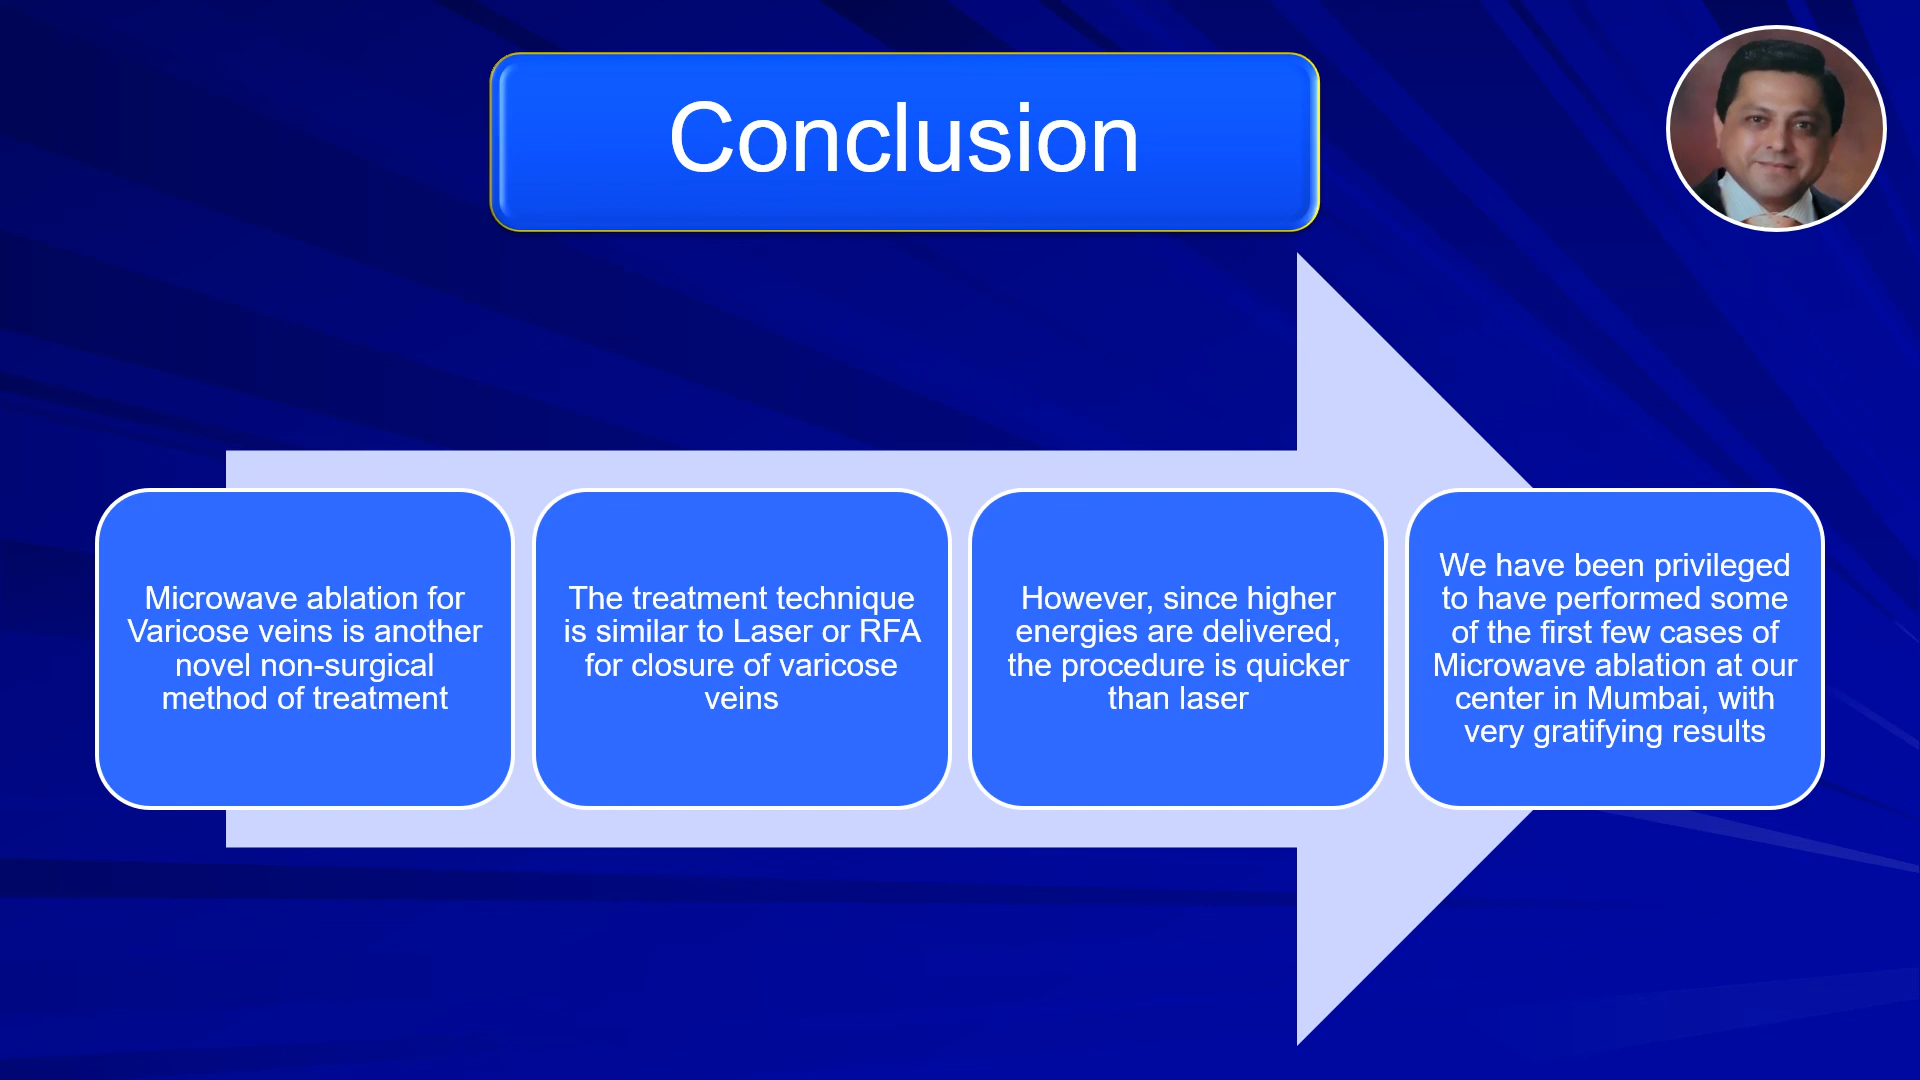 Conclusion
Microwave ablation for
Varicose veins is another
novel non-surgical
method of treatment
The treatment technique
is similar to Laser or RFA
for closure of varicose
veins
However, since higher
energies are delivered,
the procedure is quicker
than laser
We have been privileged
to have performed some
of the first few cases of
Microwave ablation at our
center in Mumbai, with
very gratifying results